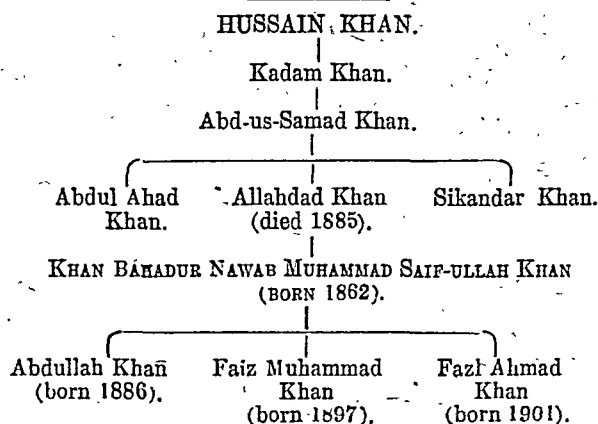 HUSSAIN KHAN.
Kadam Khan.
Abd-us-Samad Khan.
Abdul Ahad Khan.
Allahdad Khan (died 1885).
Sikandar Khan.
KHAN BAHADUR NAWAB MUHAMMAD SAIF-ULLAH KHAN
(BORN 1862).
Abdullah Khan
(born 1886).
Faiz Muhammad
Khan
(born 1897).
Fazl Ahmad
Khan
(born 1901).